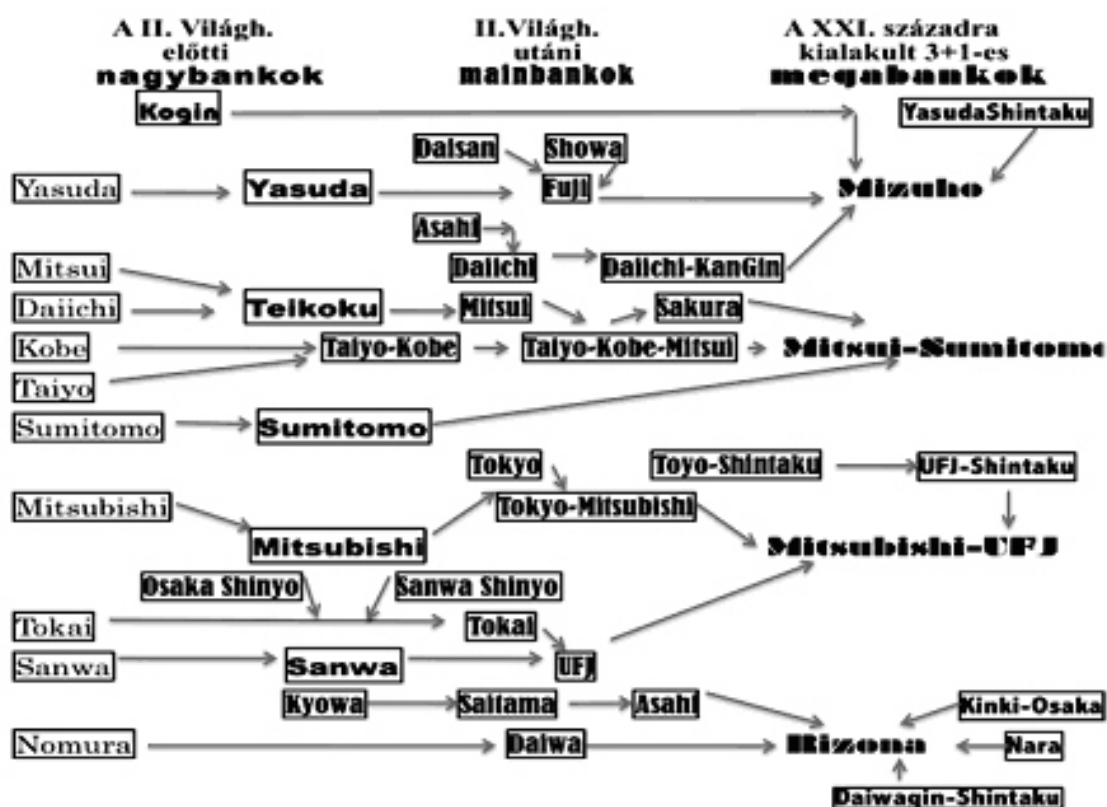 A II. Világh. II.Világh. A XXI. századra
előtti utáni kialakult 3+1-es
nagybankok mainbankok megabankok
Kogin YasudaShintaku
Daisan Showa
Yasuda Yasuda Fuji Mizuho
Asahi
Mitsui Daiichi Daiichi-KanGin
Daiichi Teikoku Mitsui Sakura
Kobe Taiyo-Kobe Taiyo-Kobe-Mitsui Mitsui-Sumitomo
Taiyo
Sumitomo Sumitomo
Tokyo Toyo-Shintaku UFJ-Shintaku
Mitsubishi Tokyo-Mitsubishi
Mitsubishi Mitsubishi-UFJ
Osaka Shinyo Sanwa Shinyo
Tokai Tokai
Sanwa Sanwa UFJ
Kyowa Saitama Asahi Kinki-Osaka
Nomura Daiwa Rizona Nara
Daiwagin-Shintaku